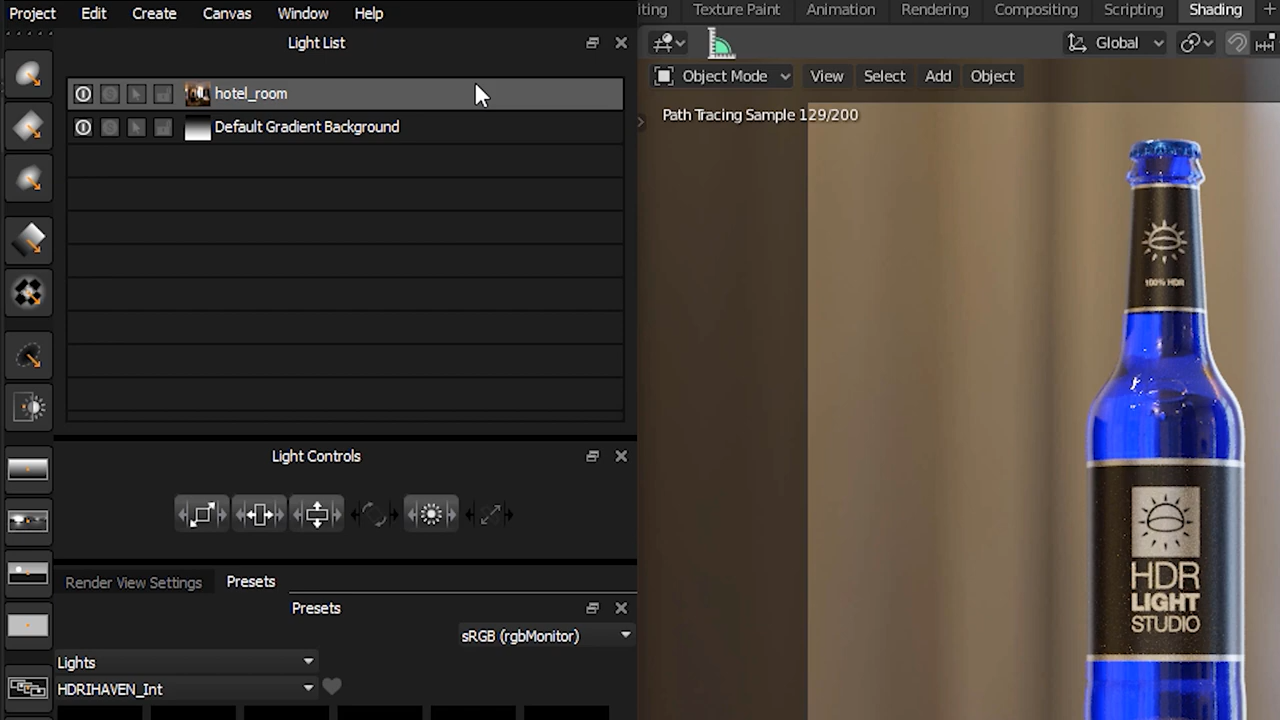 Project Edit Create Canvas Window Help
Light List
hotel_room
Default Gradient Background
Light Controls
Render View Settings Presets
Presets
sRGB (rgbMonitor)
Lights
HDRIHAVEN_Int
iting Texture Paint Animation Rendering Compositing Scripting Shading +
Global
Object Mode View Select Add Object
Path Tracing Sample 129/200
100% HDR
HDR
LIGHT
STUDIO